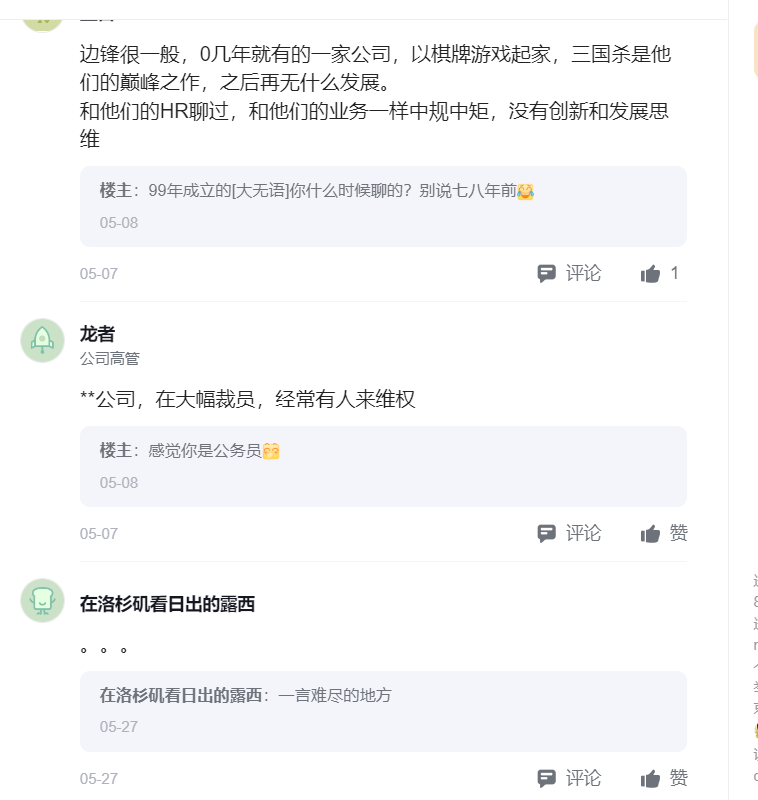 边锋很一般，0几年就有的一家公司，以棋牌游戏起家，三国杀是他
们的巅峰之作，之后再无什么发展。
和他们的HR聊过，和他们的业务一样中规中矩，没有创新和发展思
维
楼主：99年成立的[大无语]你什么时候聊的？别说七八年前😂
05-08
05-07
评论
1
龙者
公司高管
**公司，在大幅裁员，经常有人来维权
楼主：感觉你是公务员🤗
05-08
05-07
评论
赞
在洛杉矶看日出的露西
。。。
在洛杉矶看日出的露西：一言难尽的地方
05-27
05-27
评论
赞